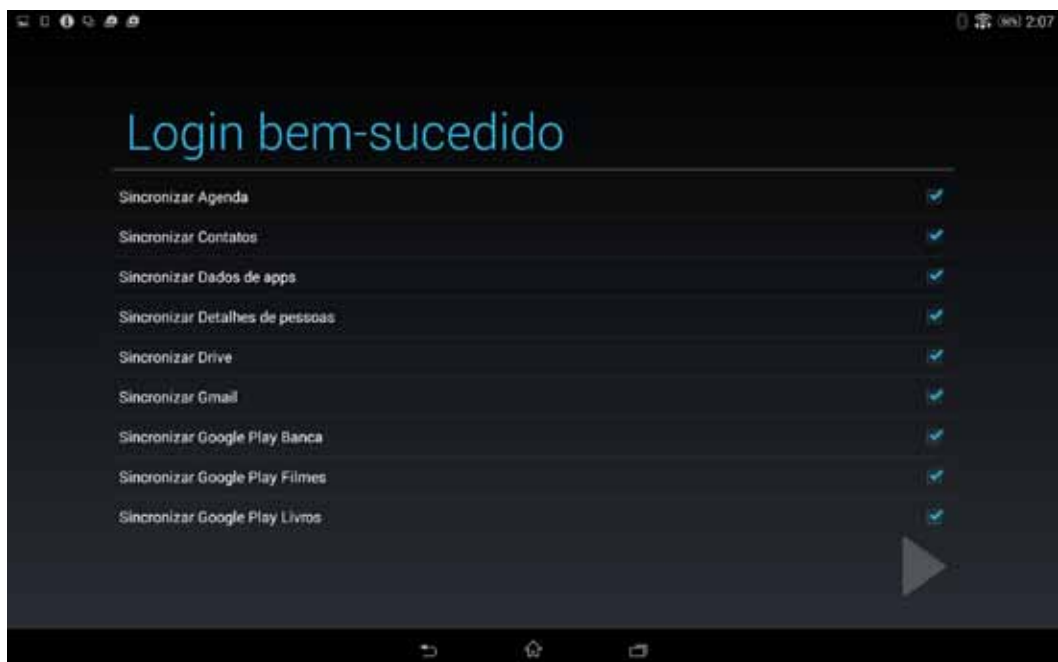 2:07
Login bem-sucedido
Sincronizar Agenda
Sincronizar Contatos
Sincronizar Dados de apps
Sincronizar Detalhes de pessoas
Sincronizar Drive
Sincronizar Gmail
Sincronizar Google Play Banca
Sincronizar Google Play Filmes
Sincronizar Google Play Livros